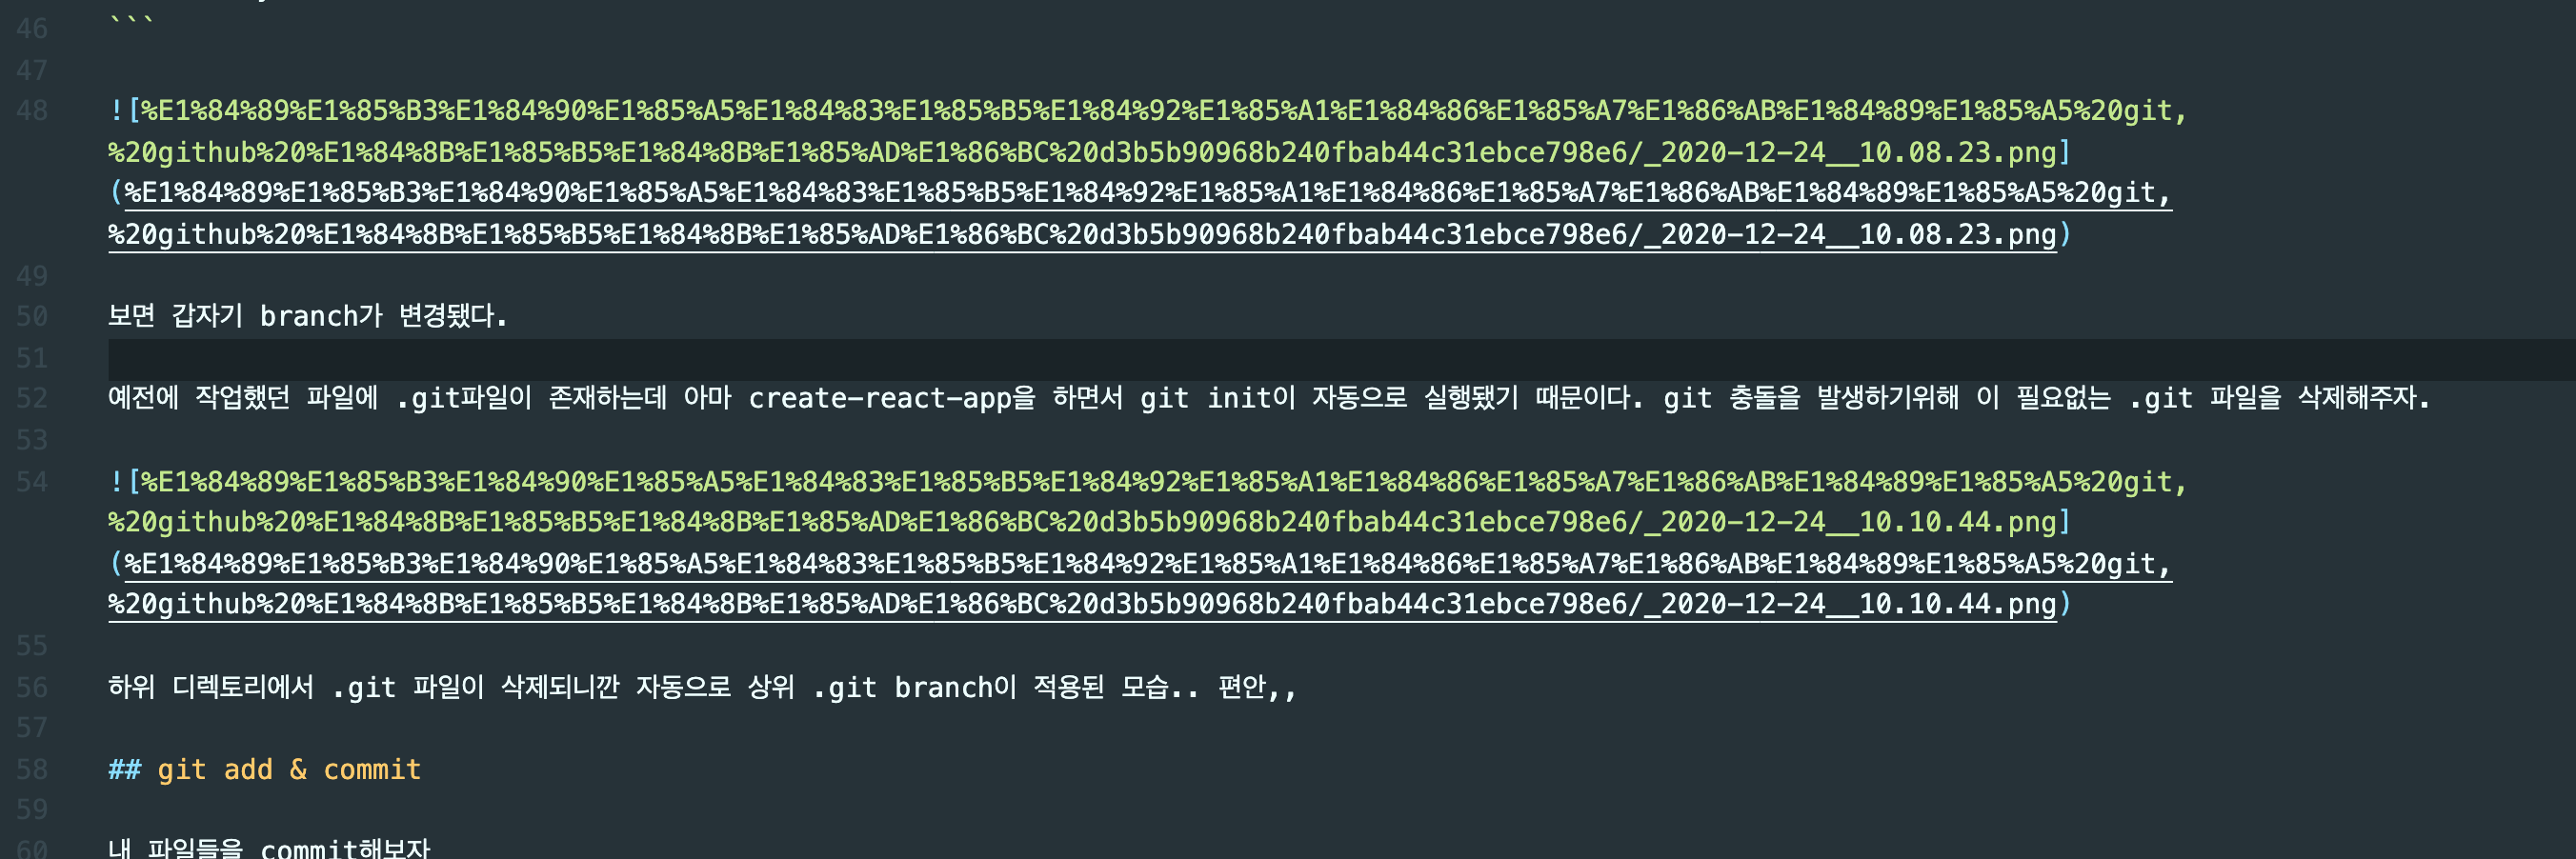 46 ```
47
48 ![%E1%84%89%E1%85%B3%E1%84%90%E1%85%A5%E1%84%83%E1%85%B5%E1%84%92%E1%85%A1%E1%84%86%E1%85%A7%E1%86%AB%E1%84%89%E1%85%A5%20git,
%20github%20%E1%84%8B%E1%85%B5%E1%84%8B%E1%85%AD%E1%86%BC%20d3b5b90968b240fbab44c31ebce798e6/_2020-12-24__10.08.23.png]
(%E1%84%89%E1%85%B3%E1%84%90%E1%85%A5%E1%84%83%E1%85%B5%E1%84%92%E1%85%A1%E1%84%86%E1%85%A7%E1%86%AB%E1%84%89%E1%85%A5%20git,
%20github%20%E1%84%8B%E1%85%B5%E1%84%8B%E1%85%AD%E1%86%BC%20d3b5b90968b240fbab44c31ebce798e6/_2020-12-24__10.08.23.png)
49
50 보면 갑자기 branch가 변경됐다.
51
52 예전에 작업했던 파일에 .git파일이 존재하는데 아마 create-react-app을 하면서 git init이 자동으로 실행됐기 때문이다. git 충돌을 발생하기위해 이 필요없는 .git 파일을 삭제해주자.
53
54 ![%E1%84%89%E1%85%B3%E1%84%90%E1%85%A5%E1%84%83%E1%85%B5%E1%84%92%E1%85%A1%E1%84%86%E1%85%A7%E1%86%AB%E1%84%89%E1%85%A5%20git,
%20github%20%E1%84%8B%E1%85%B5%E1%84%8B%E1%85%AD%E1%86%BC%20d3b5b90968b240fbab44c31ebce798e6/_2020-12-24__10.10.44.png]
(%E1%84%89%E1%85%B3%E1%84%90%E1%85%A5%E1%84%83%E1%85%B5%E1%84%92%E1%85%A1%E1%84%86%E1%85%A7%E1%86%AB%E1%84%89%E1%85%A5%20git,
%20github%20%E1%84%8B%E1%85%B5%E1%84%8B%E1%85%AD%E1%86%BC%20d3b5b90968b240fbab44c31ebce798e6/_2020-12-24__10.10.44.png)
55
56 하위 디렉토리에서 .git 파일이 삭제되니깐 자동으로 상위 .git branch이 적용된 모습.. 편안,,
57
58 ## git add & commit
59
60 내 파일들을 commit해보자